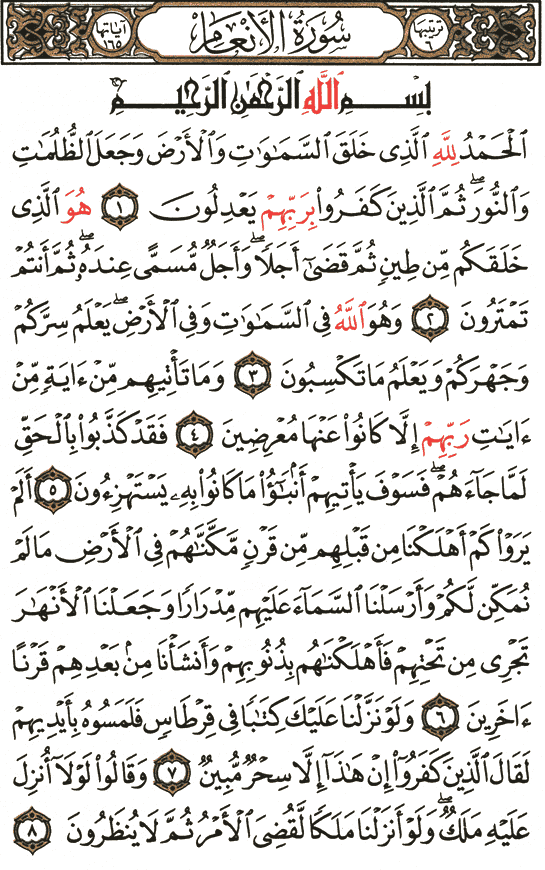 ترتيبها ٦ سُورَةُ الأَنْعَام آياتها ١٦٥
بِسْمِ ٱللَّهِ ٱلرَّحْمَٰنِ ٱلرَّحِيمِ
ٱلْحَمْدُ لِلَّهِ ٱلَّذِى خَلَقَ ٱلسَّمَٰوَٰتِ وَٱلْأَرْضَ وَجَعَلَ ٱلظُّلُمَٰتِ
وَٱلنُّورَ ۖ ثُمَّ ٱلَّذِينَ كَفَرُوا۟ بِرَبِّهِمْ يَعْدِلُونَ ١ هُوَ ٱلَّذِى
خَلَقَكُم مِّن طِينٍ ثُمَّ قَضَىٰٓ أَجَلًا ۖ وَأَجَلٌ مُّسَمًّى عِندَهُۥ ۖ ثُمَّ أَنتُمْ
تَمْتَرُونَ ٢ وَهُوَ ٱللَّهُ فِى ٱلسَّمَٰوَٰتِ وَفِى ٱلْأَرْضِ ۖ يَعْلَمُ سِرَّكُمْ
وَجَهْرَكُمْ وَيَعْلَمُ مَا تَكْسِبُونَ ٣ وَمَا تَأْتِيهِم مِّنْ ءَايَةٍ مِّنْ
ءَايَٰتِ رَبِّهِمْ إِلَّا كَانُوا۟ عَنْهَا مُعْرِضِينَ ٤ فَقَدْ كَذَّبُوا۟ بِٱلْحَقِّ
لَمَّا جَآءَهُمْ ۖ فَسَوْفَ يَأْتِيهِمْ أَنۢبَٰٓؤُا۟ مَا كَانُوا۟ بِهِۦ يَسْتَهْزِءُونَ ٥ أَلَمْ
يَرَوْا۟ كَمْ أَهْلَكْنَا مِن قَبْلِهِم مِّن قَرْنٍ مَّكَّنَّٰهُمْ فِى ٱلْأَرْضِ مَا لَمْ
نُمَكِّن لَّكُمْ وَأَرْسَلْنَا ٱلسَّمَآءَ عَلَيْهِم مِّدْرَارًا وَجَعَلْنَا ٱلْأَنْهَٰرَ
تَجْرِى مِن تَحْتِهِمْ فَأَهْلَكْنَٰهُم بِذُنُوبِهِمْ وَأَنشَأْنَا مِنۢ بَعْدِهِمْ قَرْنًا
ءَاخَرِينَ ٦ وَلَوْ نَزَّلْنَا عَلَيْكَ كِتَٰبًا فِى قِرْطَاسٍ فَلَمَسُوهُ بِأَيْدِيهِمْ
لَقَالَ ٱلَّذِينَ كَفَرُوٓا۟ إِنْ هَٰذَآ إِلَّا سِحْرٌ مُّبِينٌ ٧ وَقَالُوا۟ لَوْلَآ أُنزِلَ
عَلَيْهِ مَلَكٌ ۖ وَلَوْ أَنزَلْنَا مَلَكًا لَّقُضِىَ ٱلْأَمْرُ ثُمَّ لَا يُنظَرُونَ ٨